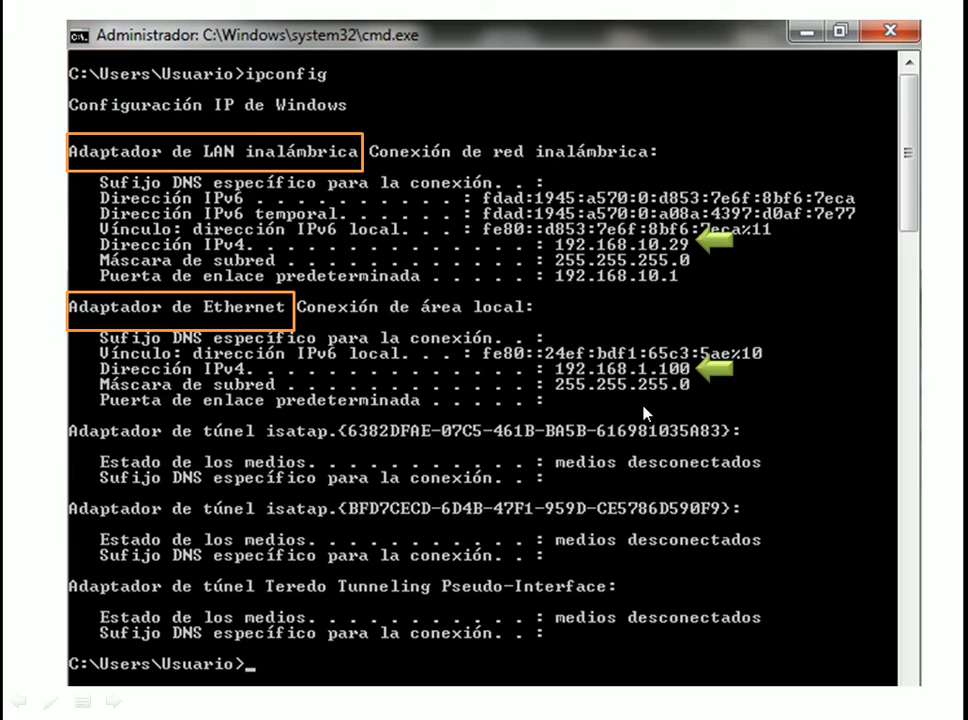 Administrador: C:\Windows\system32\cmd.exe
C:\Users\Usuario>ipconfig
Configuración IP de Windows
Adaptador de LAN inalámbrica Conexión de red inalámbrica:
Sufijo DNS específico para la conexión. . :
Dirección IPv6 . . . . . . . . . . : fdad:1945:a570:0:d853:7e6f:8bf6:7eca
Dirección IPv6 temporal. . . . . . : fdad:1945:a570:0:a08a:4397:d0af:7e77
Vínculo: dirección IPv6 local. . . : fe80::d853:7e6f:8bf6:7eca%11
Dirección IPv4. . . . . . . . . . . . . . : 192.168.10.29
Máscara de subred . . . . . . . . . . . . : 255.255.255.0
Puerta de enlace predeterminada . . . . . : 192.168.10.1
Adaptador de Ethernet Conexión de área local:
Sufijo DNS específico para la conexión. . :
Vínculo: dirección IPv6 local. . . : fe80::24ef:bdf1:65c3:5ae%10
Dirección IPv4. . . . . . . . . . . . . . : 192.168.1.100
Máscara de subred . . . . . . . . . . . . : 255.255.255.0
Puerta de enlace predeterminada . . . . . :
Adaptador de túnel isatap.{6382DFAE-07C5-461B-BA5B-616981035A83}:
Estado de los medios. . . . . . . . . . . : medios desconectados
Sufijo DNS específico para la conexión. . :
Adaptador de túnel isatap.{BFD7CECD-6D4B-47F1-959D-CE5786D590F9}:
Estado de los medios. . . . . . . . . . . : medios desconectados
Sufijo DNS específico para la conexión. . :
Adaptador de túnel Teredo Tunneling Pseudo-Interface:
Estado de los medios. . . . . . . . . . . : medios desconectados
Sufijo DNS específico para la conexión. . :
C:\Users\Usuario>_